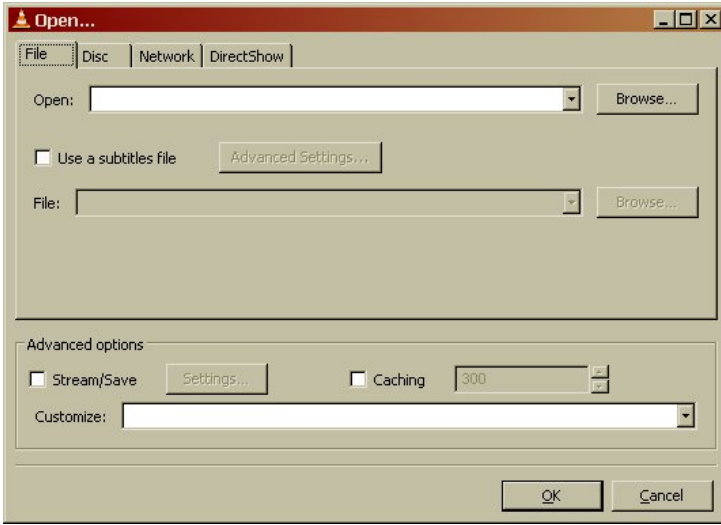 Open...
File Disc Network DirectShow
Open: Browse...
Use a subtitles file Advanced Settings...
File: Browse...
Advanced options
Stream/Save Settings... Caching 300
Customize:
OK Cancel